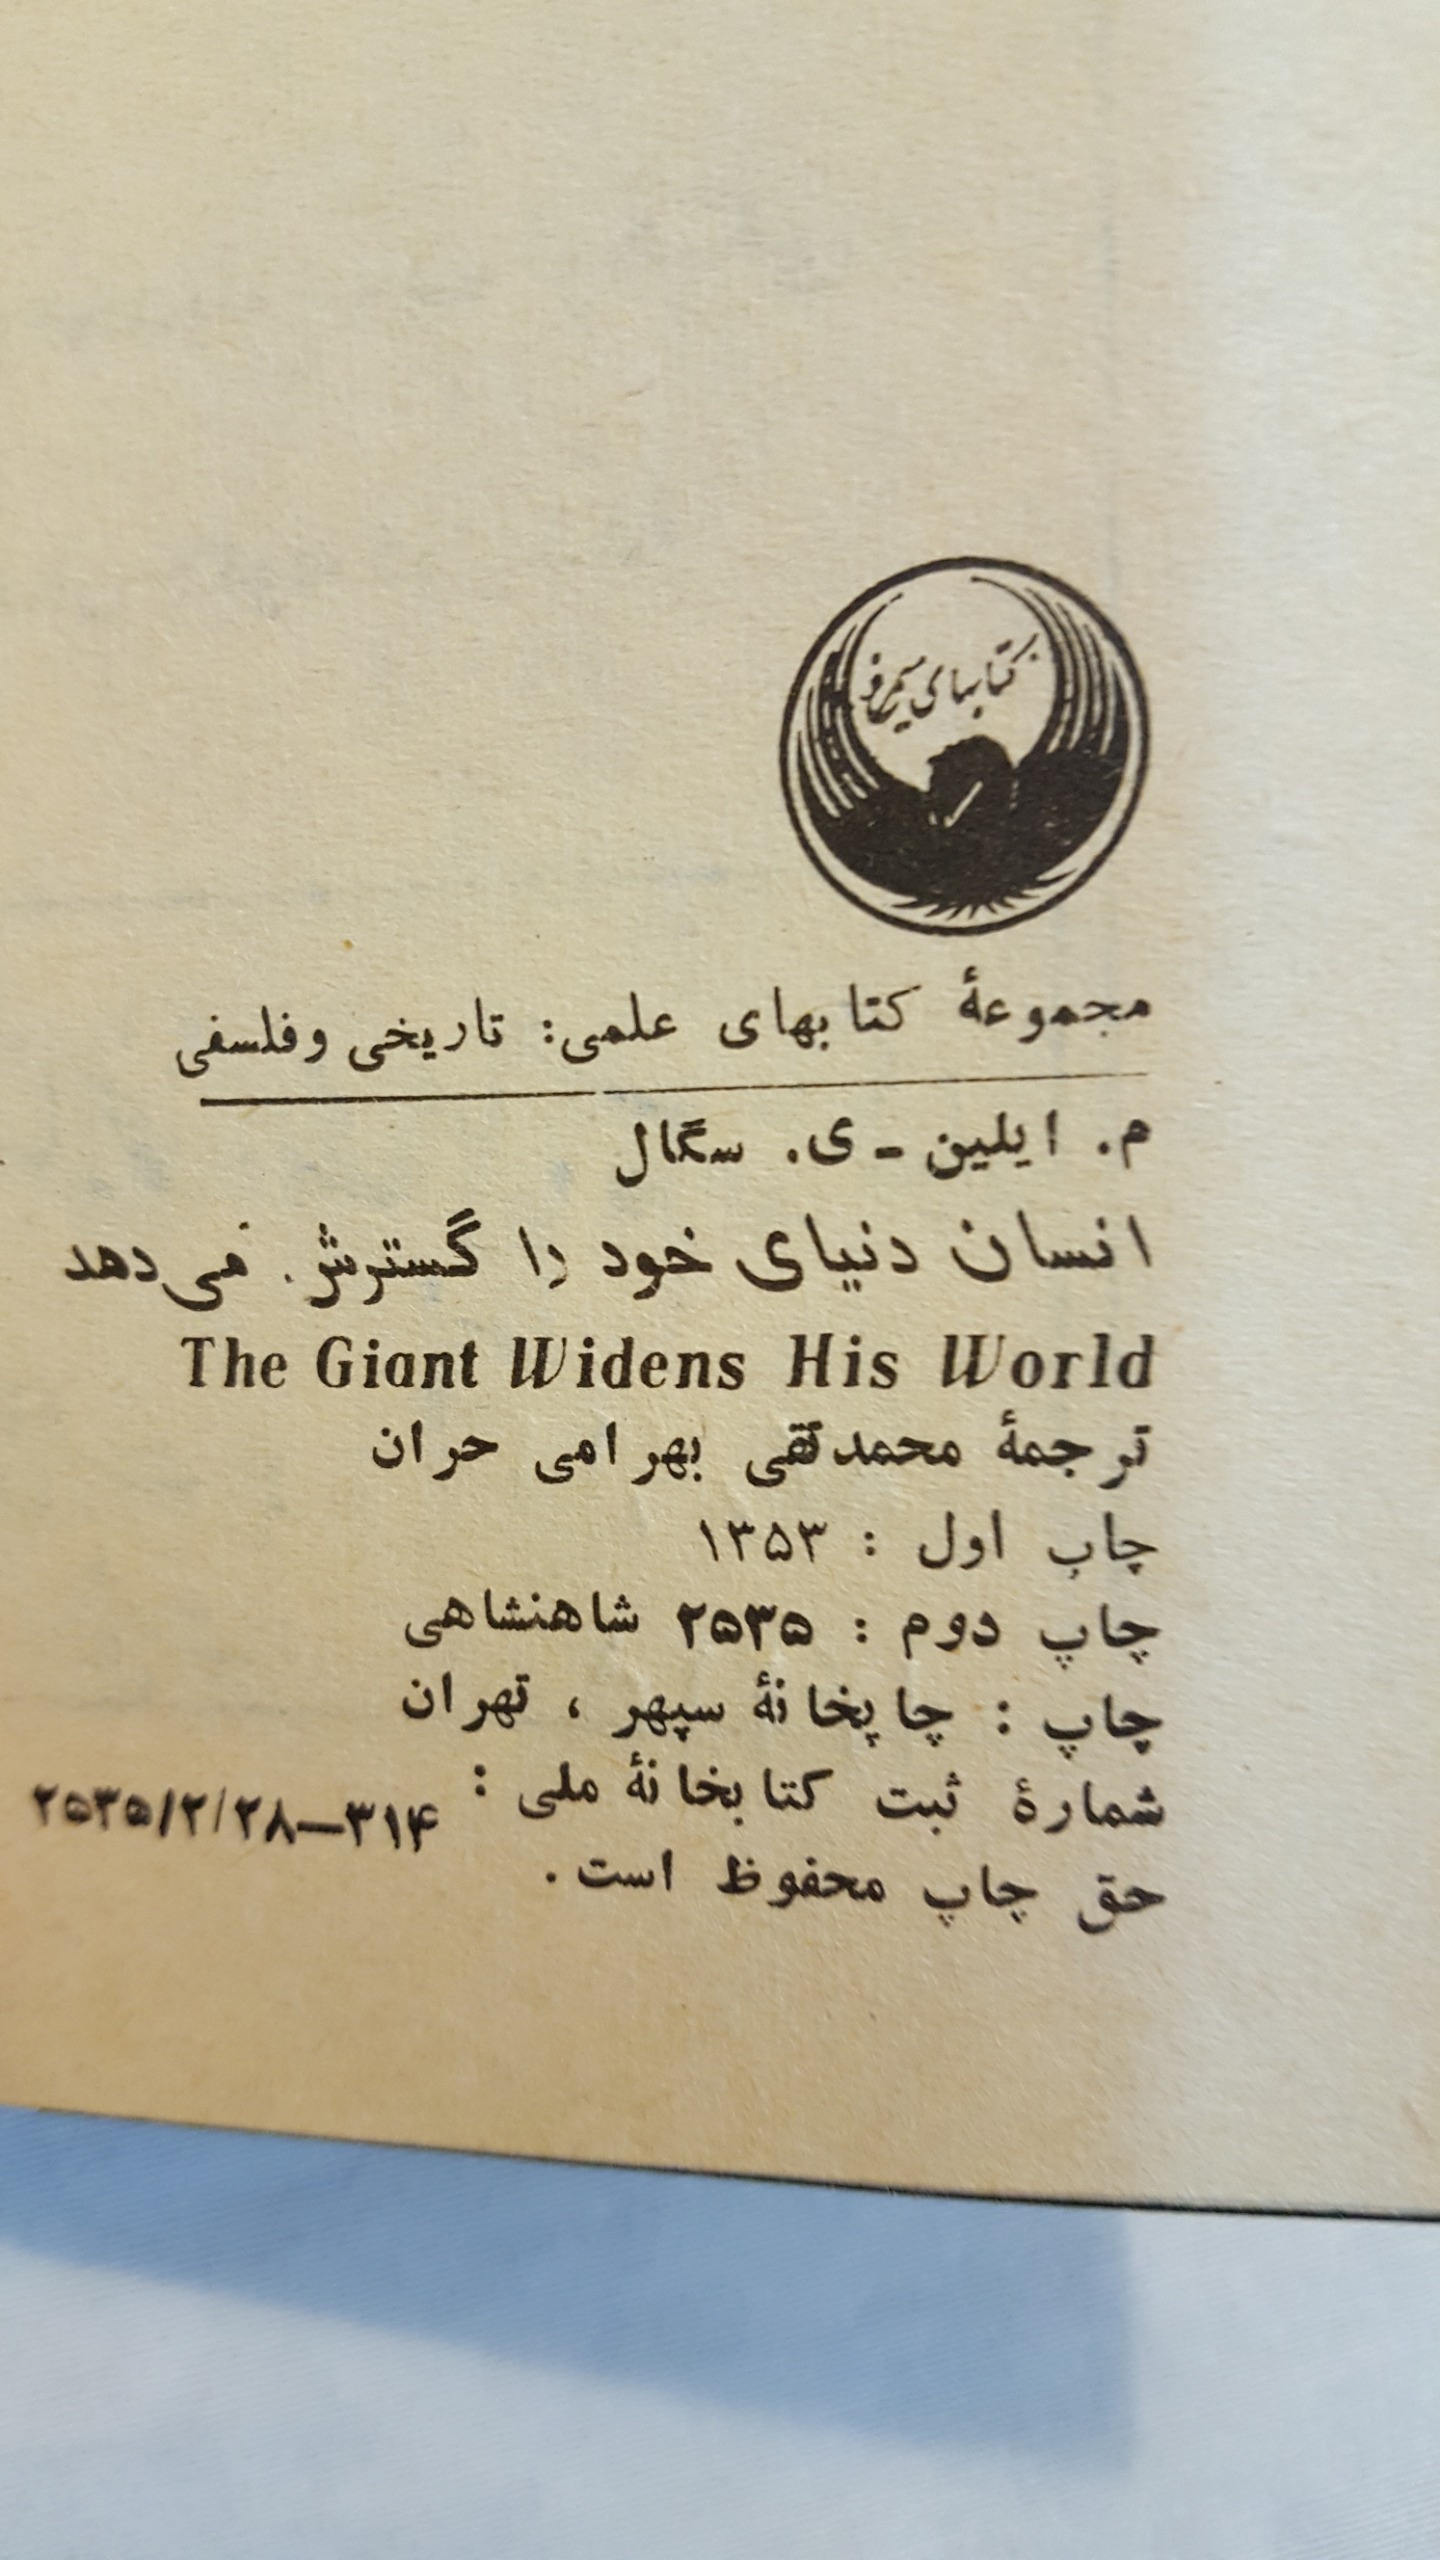 کتابهای سیمرغ
مجموعهٔ کتابهای علمی: تاریخی و فلسفی
م. ایلین - ی. سگال
انسان دنیای خود را گسترش می‌دهد
The Giant Widens His World
ترجمهٔ محمدتقی بهرامی حران
چاپ اول : ۱۳۵۳
چاپ دوم : ۲۵۳۵ شاهنشاهی
چاپ : چاپخانهٔ سپهر ، تهران
شمارهٔ ثبت کتابخانهٔ ملی : ۳۱۴—۲۵۳۵/۲/۲۸
حق چاپ محفوظ است.